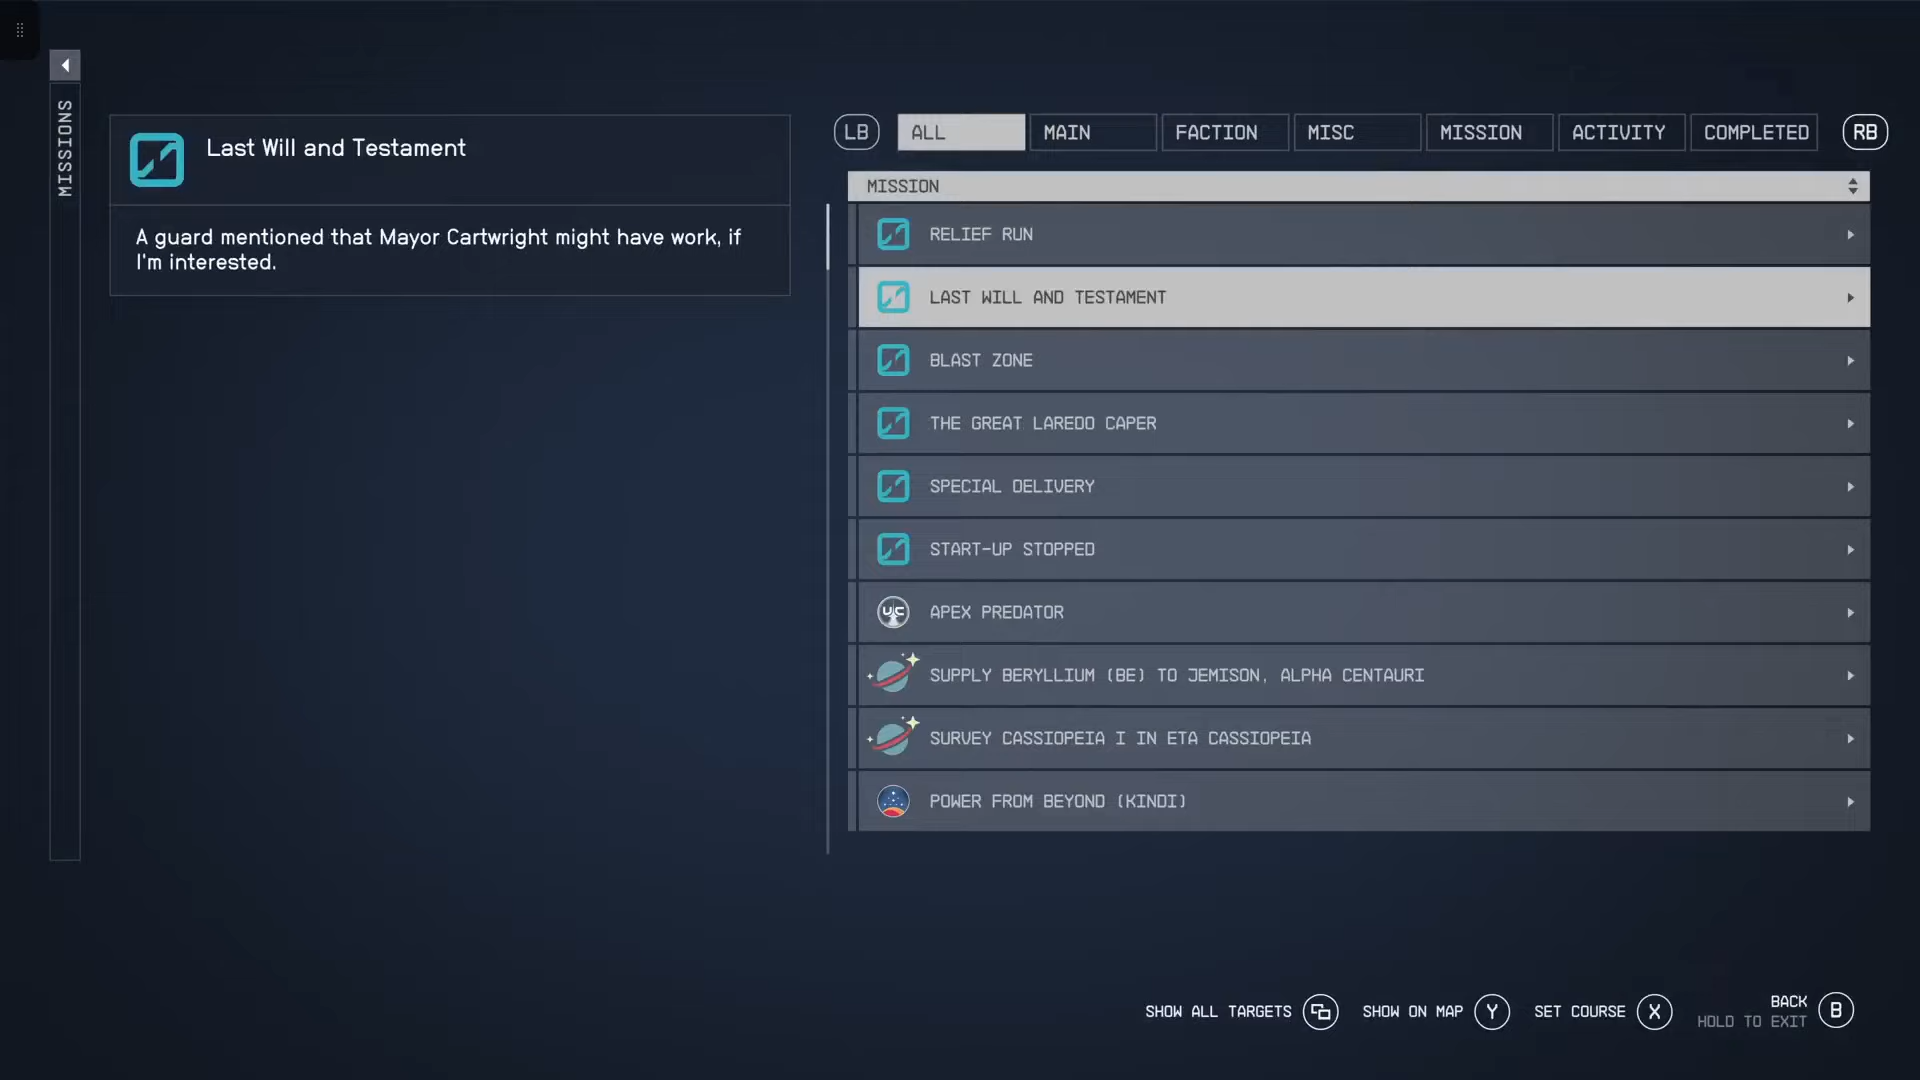 MISSIONS
Last Will and Testament
A guard mentioned that Mayor Cartwright might have work, if
I'm interested.
LB ALL MAIN FACTION MISC MISSION ACTIVITY COMPLETED RB
MISSION
RELIEF RUN
LAST WILL AND TESTAMENT
BLAST ZONE
THE GREAT LAREDO CAPER
SPECIAL DELIVERY
START-UP STOPPED
UC APEX PREDATOR
SUPPLY BERYLLIUM (BE) TO JEMISON, ALPHA CENTAURI
SURVEY CASSIOPEIA I IN ETA CASSIOPEIA
POWER FROM BEYOND (KINDI)
SHOW ALL TARGETS SHOW ON MAP Y SET COURSE X BACK B
HOLD TO EXIT